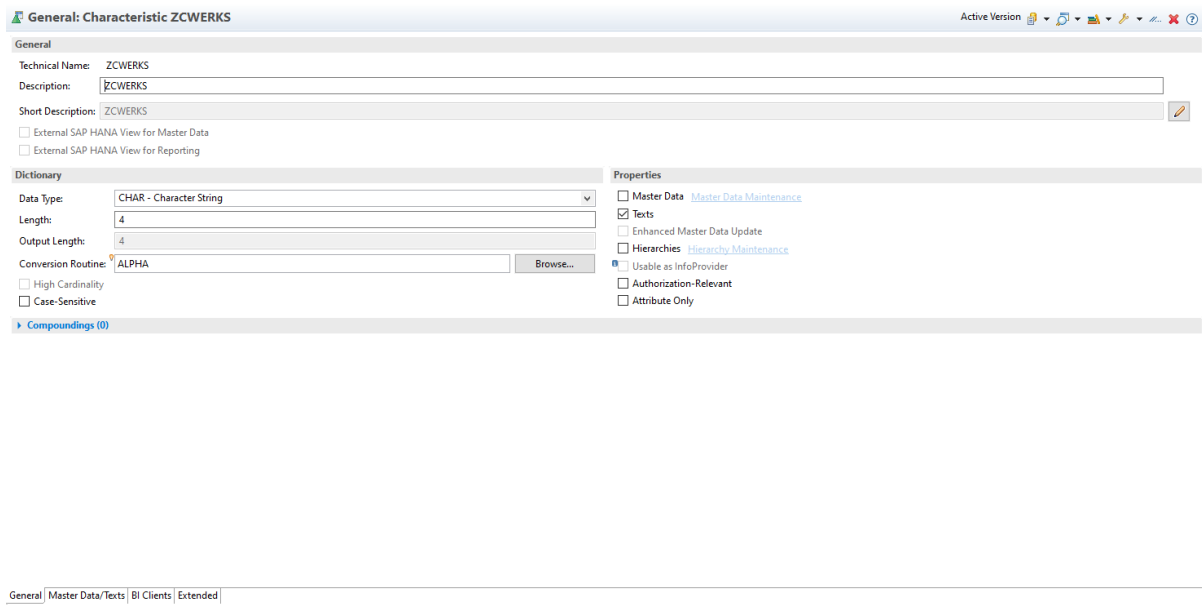 General: Characteristic ZCWERKS
Active Version
General
Technical Name: ZCWERKS
Description: ZCWERKS
Short Description: ZCWERKS
External SAP HANA View for Master Data
External SAP HANA View for Reporting
Dictionary
Data Type: CHAR - Character String
Length: 4
Output Length: 4
Conversion Routine: ALPHA Browse...
High Cardinality
Case-Sensitive
Properties
Master Data Master Data Maintenance
Texts
Enhanced Master Data Update
Hierarchies Hierarchy Maintenance
Usable as InfoProvider
Authorization-Relevant
Attribute Only
Compoundings (0)
General Master Data/Texts BI Clients Extended